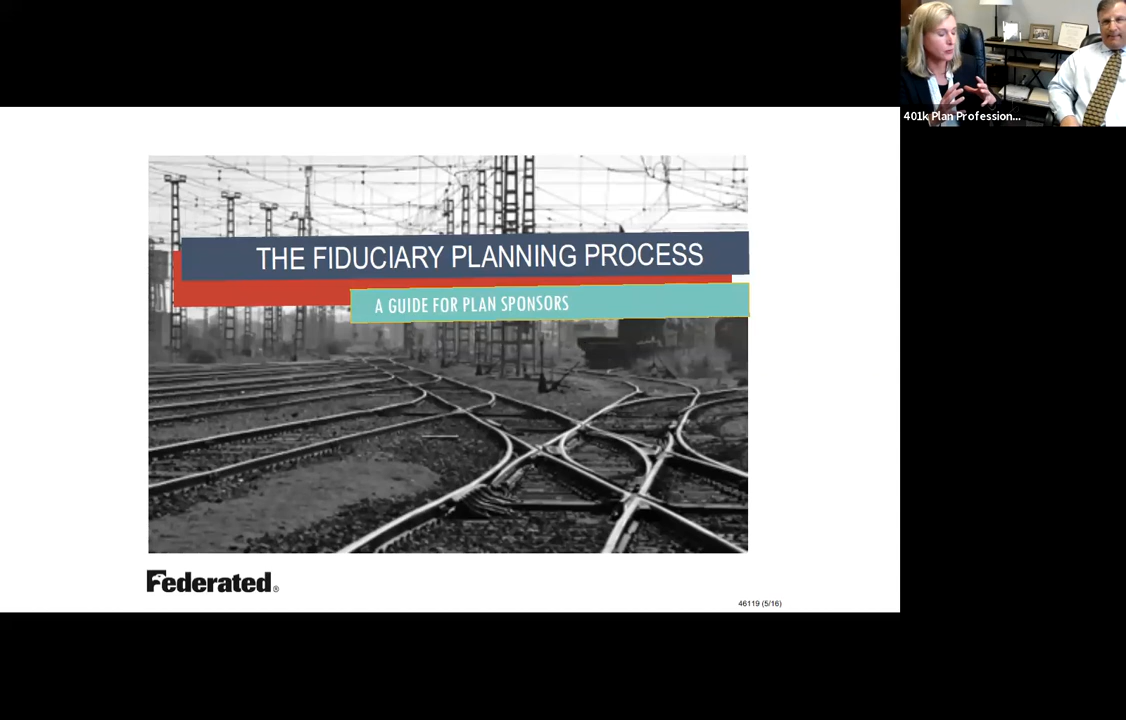 401k Plan Profession...
THE FIDUCIARY PLANNING PROCESS
A GUIDE FOR PLAN SPONSORS
Federated®
46119 (5/16)